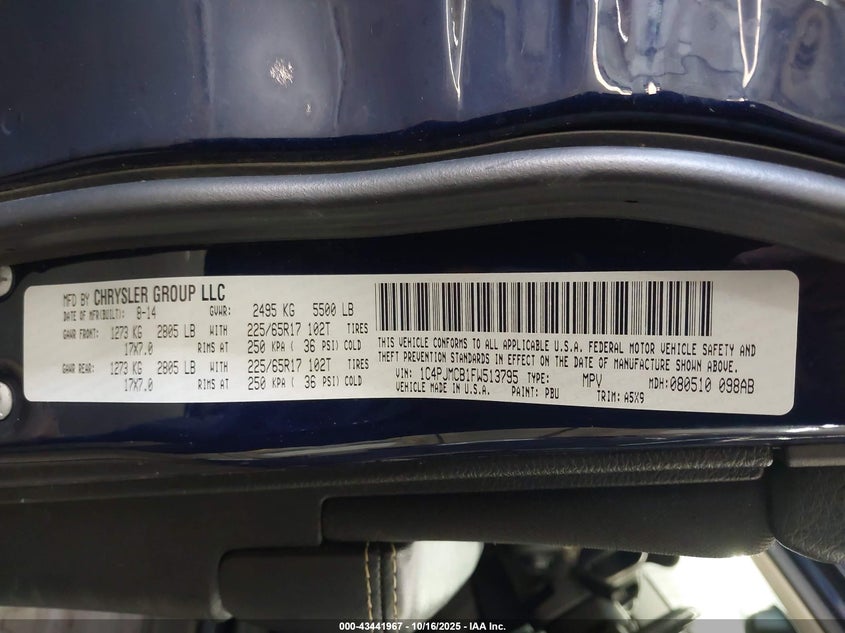 MFD BY CHRYSLER GROUP LLC
DATE OF MFR(BUILT): 8-14 GVWR: 2495 KG 5500 LB
GAWR FRONT: 1273 KG 2805 LB WITH 225/65R17 102T TIRES
17X7.0 RIMS AT 250 KPA ( 36 PSI) COLD
GAWR REAR: 1273 KG 2805 LB WITH 225/65R17 102T TIRES
17X7.0 RIMS AT 250 KPA ( 36 PSI) COLD
THIS VEHICLE CONFORMS TO ALL APPLICABLE U.S.A. FEDERAL MOTOR VEHICLE SAFETY AND
THEFT PREVENTION STANDARDS IN EFFECT ON THE DATE OF MANUFACTURE SHOWN ABOVE.
VIN: 1C4PJMCB1FW513795 TYPE: MPV MDH: 080510 098AB
MADE IN U.S.A. PAINT: PBU TRIM: A5X9
000-43441967 - 10/16/2025 - IAA Inc.